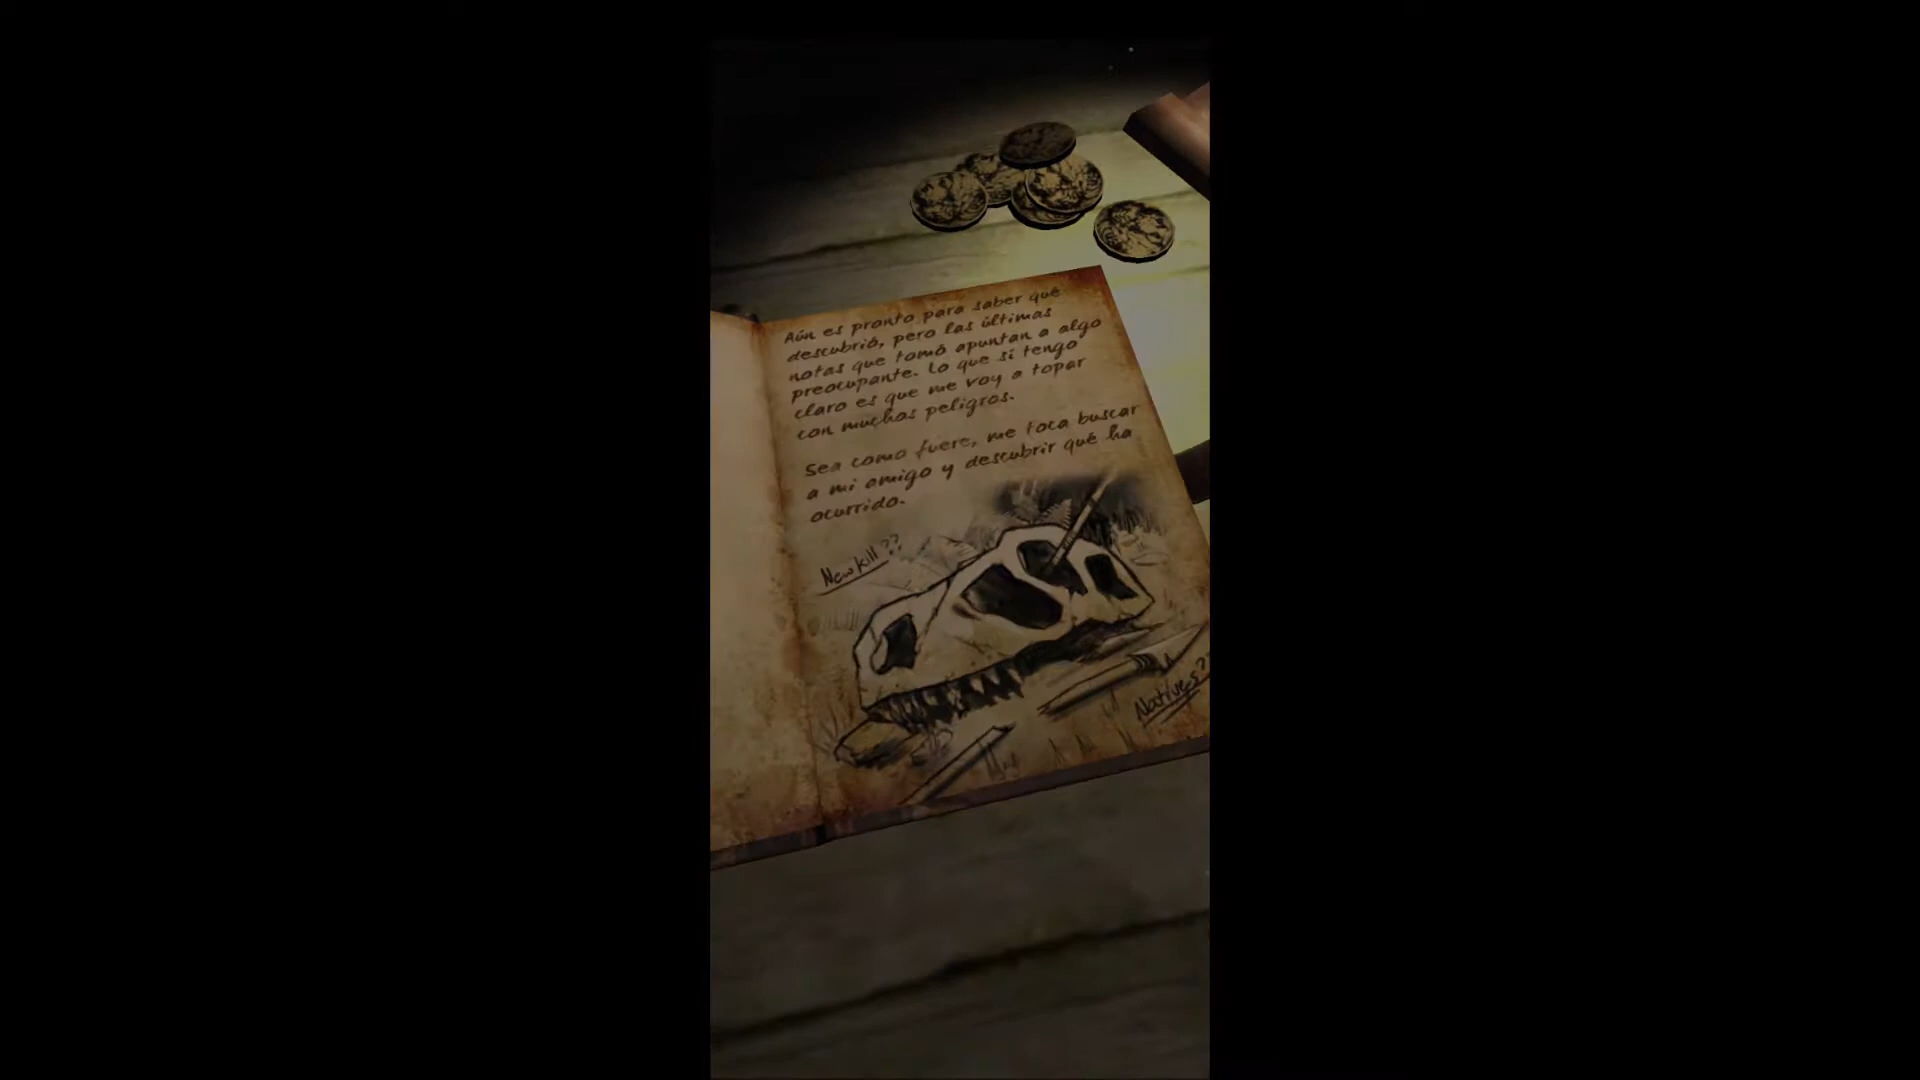 Aún es pronto para saber qué
descubrió, pero las últimas
notas que tomó apuntan a algo
preocupante. Lo que sí tengo
claro es que me voy a topar
con muchos peligros.
Sea como fuere, me toca buscar
a mi amigo y descubrir qué ha
ocurrido.
New kill??
Natives??